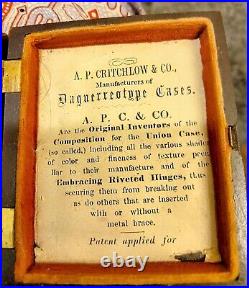 A. P. CRITCHLOW & CO.,
Manufacturers of
Daguerreotype Cases.
A. P. C. & CO.
Are the Original Inventors of the
Composition for the Union Case,
(so called,) including all the various shades
of color and fineness of texture pecu
liar to their manufacture and of the
Embracing Riveted Hinges, thus
securing them from breaking out
as do others that are inserted
with or without a
metal brace.
Patent applied for